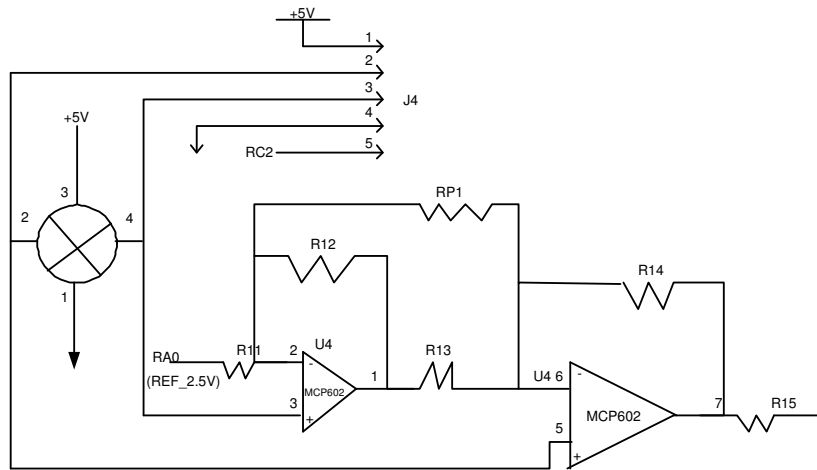 +5V
1
2
3
J4
4
RC2 5
+5V
3
2 4
1
RP1
R12
R14
RA0
(REF_2.5V)
R11
2
U4
-
MCP602
1
3
+
R13
U4 6
-
MCP602
7
R15
5
+